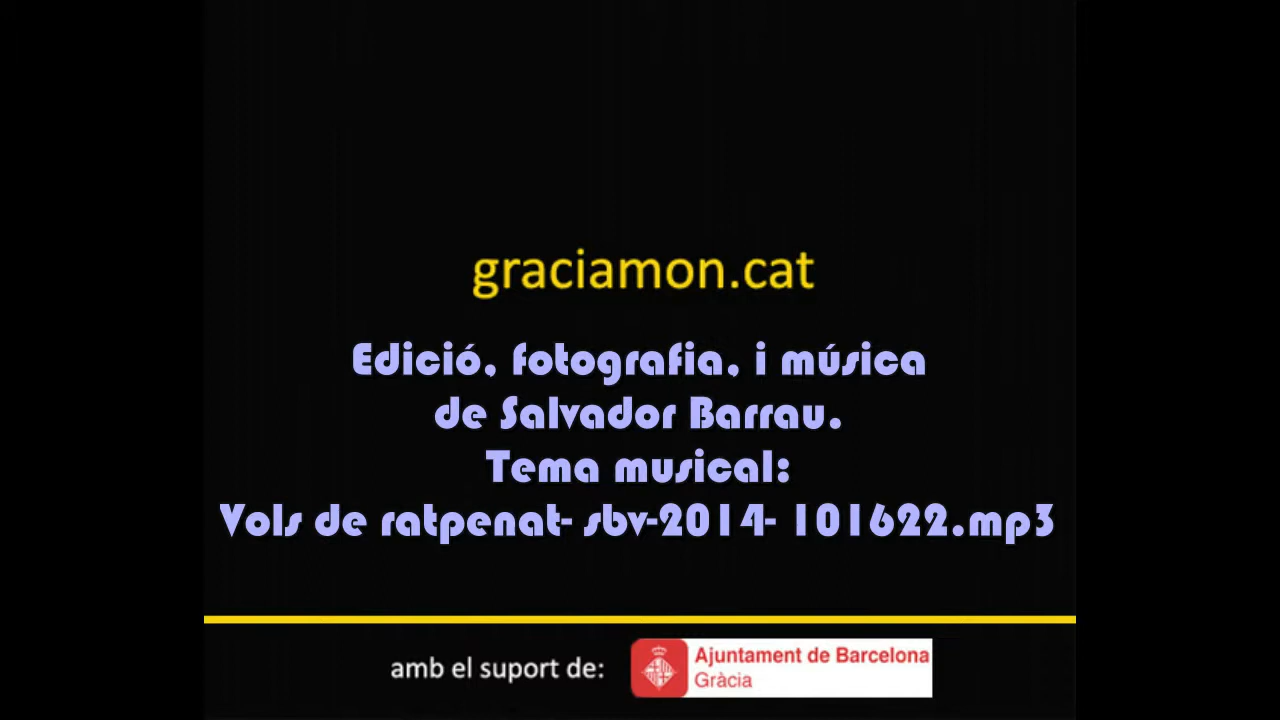 graciamon.cat
Edició, fotografia, i música
de Salvador Barrau.
Tema musical:
Vols de ratpenat- sbv-2014- 101622.mp3
amb el suport de:
Ajuntament de Barcelona
Gràcia